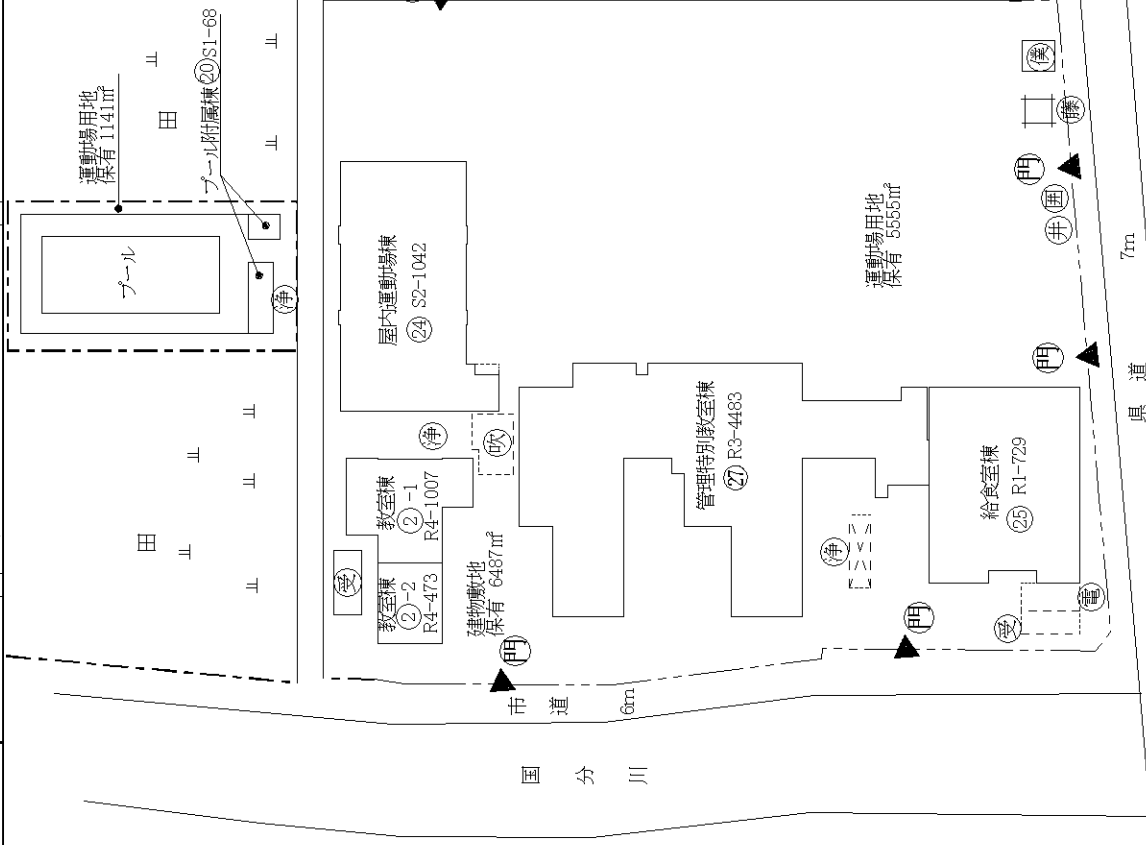 運動場用地
保有 1141㎡
プール附属棟 ⑳ S1-68
田
プール
浄
屋内運動場棟
㉔ S2-1042
運動場用地
保有 5555㎡
僕
藤
門
囲
井
7m
門
県道
田
浄
吹
教室棟
②-1
R4-1007
受
教室棟
②-2
R4-473
建物敷地
保有 6487㎡
管理特別教室棟
㉗ R3-4483
給食室棟
㉕ R1-729
浄
門
受
電
門
市道 6m
国分川